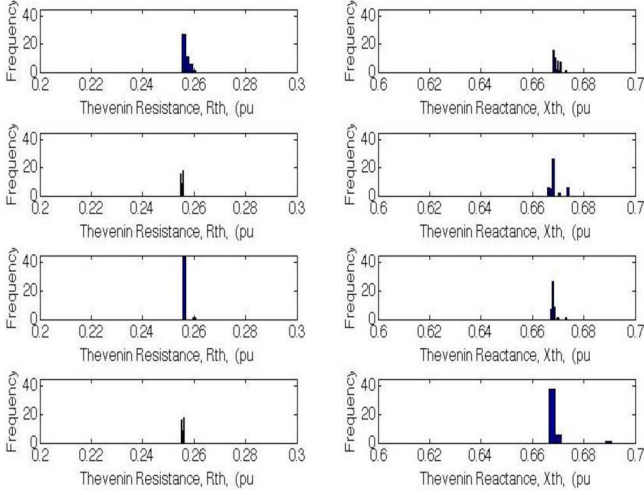 Frequency
40
20
0
0.2 0.22 0.24 0.26 0.28 0.3
Thevenin Resistance, Rth, (pu
Frequency
40
20
0
0.6 0.62 0.64 0.66 0.68 0.7
Thevenin Reactance, Xth, (pu
Frequency
40
20
0
0.2 0.22 0.24 0.26 0.28 0.3
Thevenin Resistance, Rth, (pu
Frequency
40
20
0
0.6 0.62 0.64 0.66 0.68 0.7
Thevenin Reactance, Xth, (pu
Frequency
40
20
0
0.2 0.22 0.24 0.26 0.28 0.3
Thevenin Resistance, Rth, (pu
Frequency
40
20
0
0.6 0.62 0.64 0.66 0.68 0.7
Thevenin Reactance, Xth, (pu
Frequency
40
20
0
0.2 0.22 0.24 0.26 0.28 0.3
Thevenin Resistance, Rth, (pu
Frequency
40
20
0
0.6 0.62 0.64 0.66 0.68 0.7
Thevenin Reactance, Xth, (pu